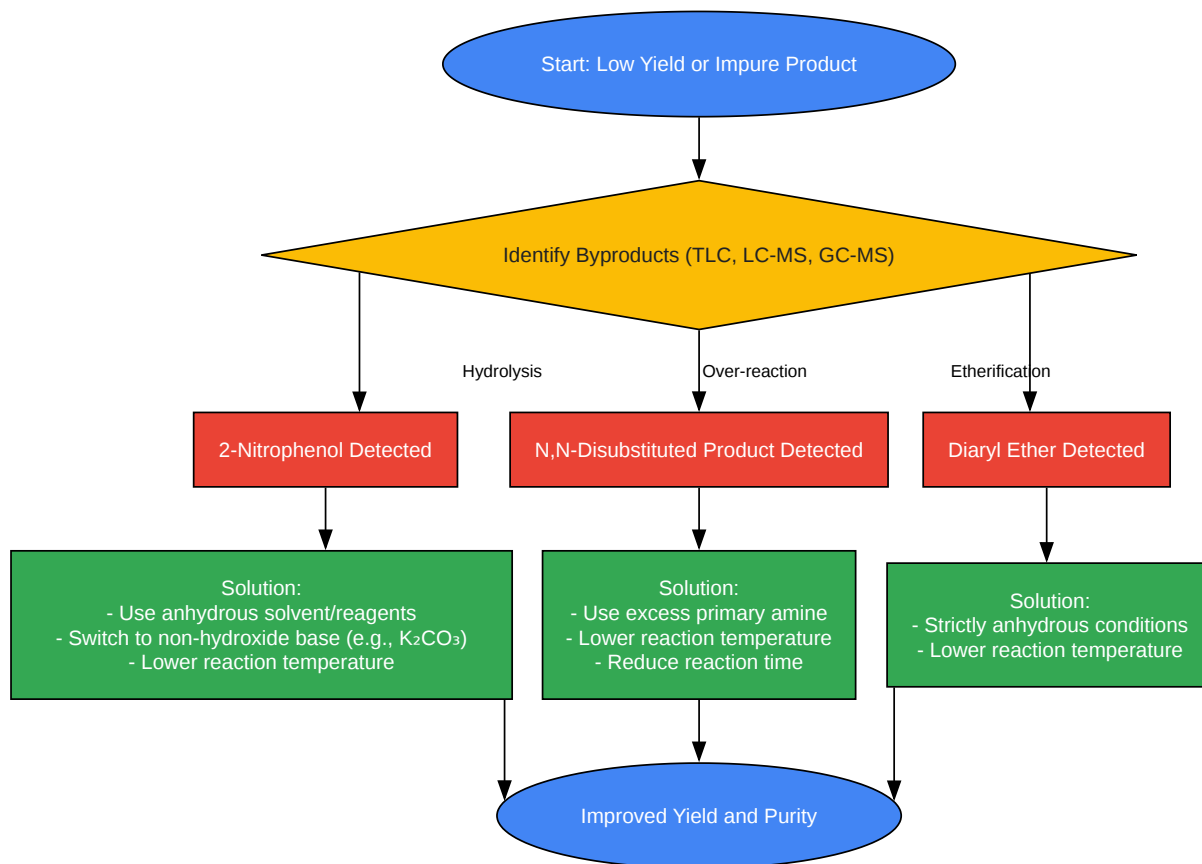 Start: Low Yield or Impure Product
Identify Byproducts (TLC, LC-MS, GC-MS)
Hydrolysis
Over-reaction
Etherification
2-Nitrophenol Detected
N,N-Disubstituted Product Detected
Diaryl Ether Detected
Solution:
- Use anhydrous solvent/reagents
- Switch to non-hydroxide base (e.g., K₂CO₃)
- Lower reaction temperature
Solution:
- Use excess primary amine
- Lower reaction temperature
- Reduce reaction time
Solution:
- Strictly anhydrous conditions
- Lower reaction temperature
Improved Yield and Purity